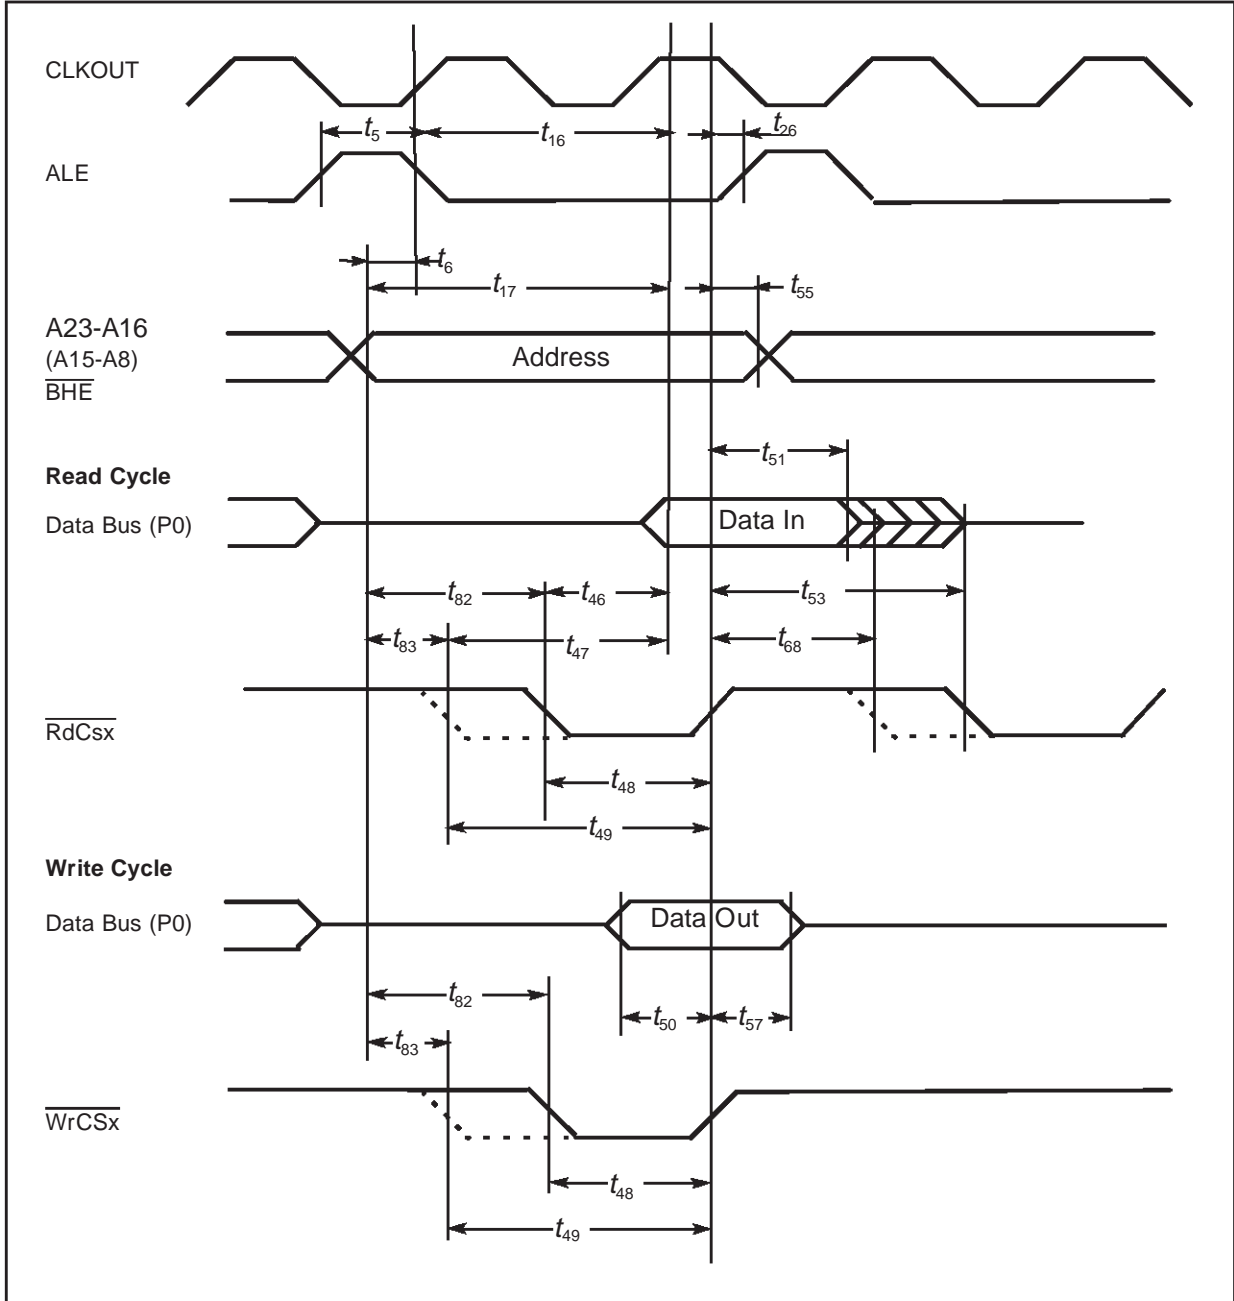 CLKOUT
t5
t16
t26
ALE
t6
t17
t55
A23-A16
(A15-A8)
BHE
Address
t51
Read Cycle
Data Bus (P0)
Data In
t82
t46
t53
t83
t47
t68
RdCsx
t48
t49
Write Cycle
Data Bus (P0)
Data Out
t82
t50
t57
t83
WrCSx
t48
t49